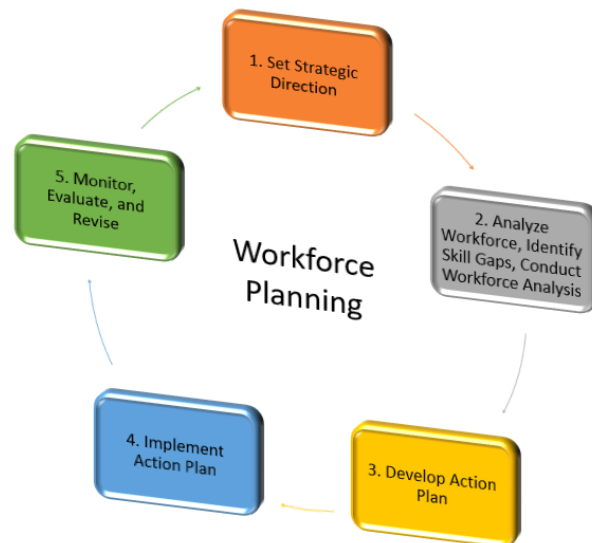 1. Set Strategic
Direction
2. Analyze
Workforce, Identify
Skill Gaps, Conduct
Workforce Analysis
3. Develop Action
Plan
4. Implement
Action Plan
5. Monitor,
Evaluate, and
Revise
Workforce
Planning